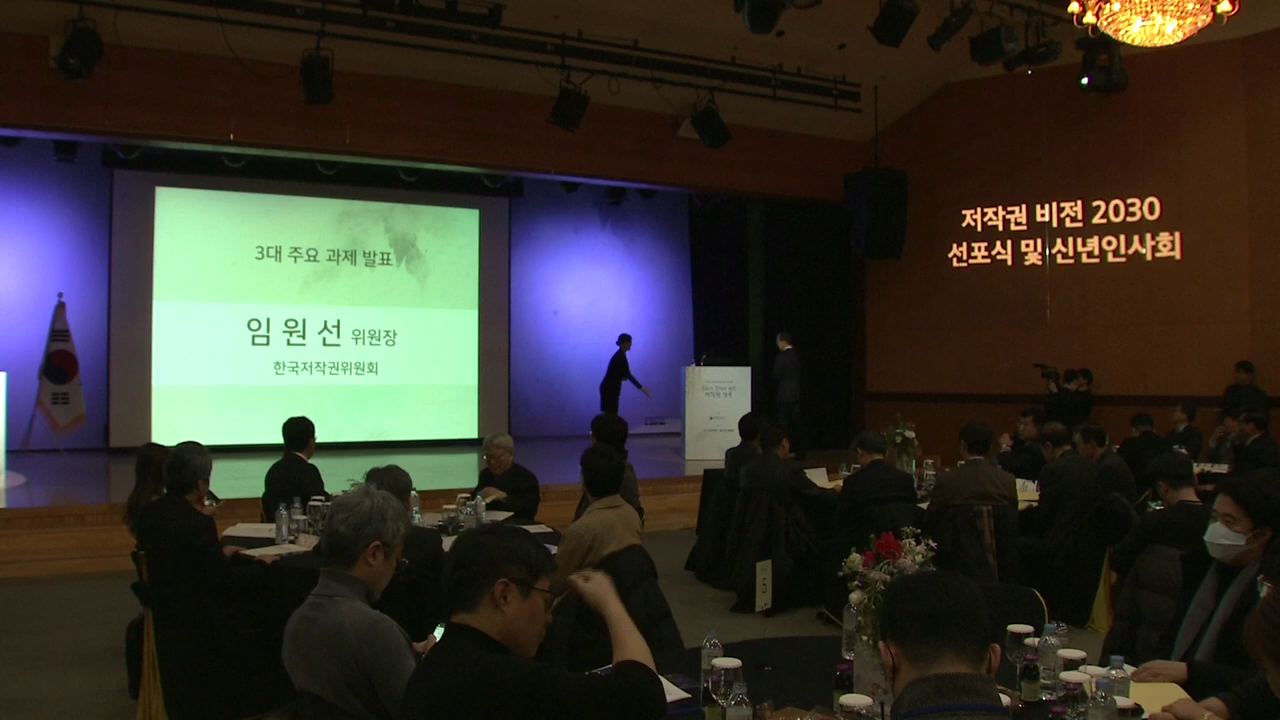 3대 주요 과제 발표
임원선 위원장
한국저작권위원회
저작권 비전 2030
선포식 및 신년인사회
5